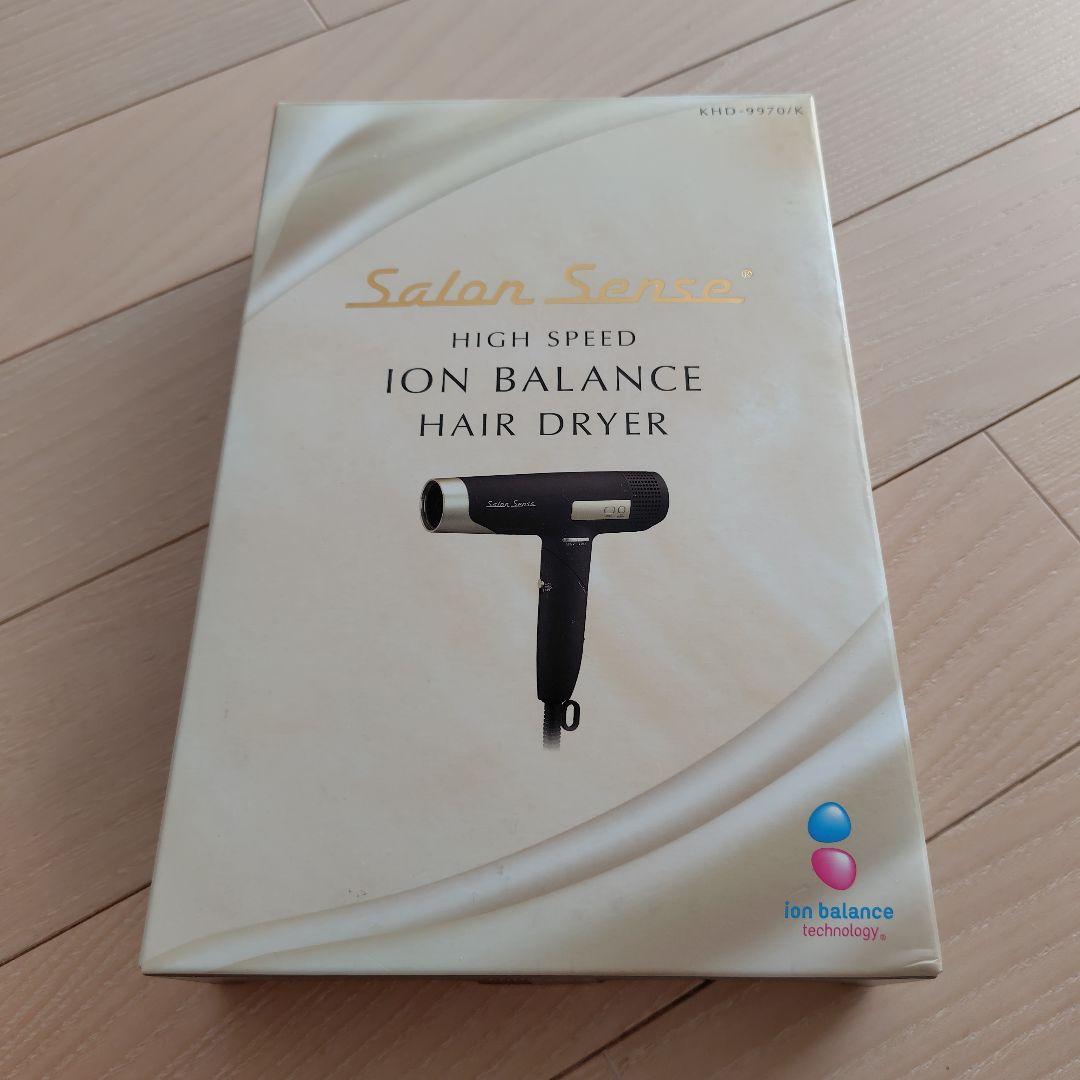 KHD-9970/K
Salon Sense®
HIGH SPEED
ION BALANCE
HAIR DRYER
Salon Sense
ion balance
technology®